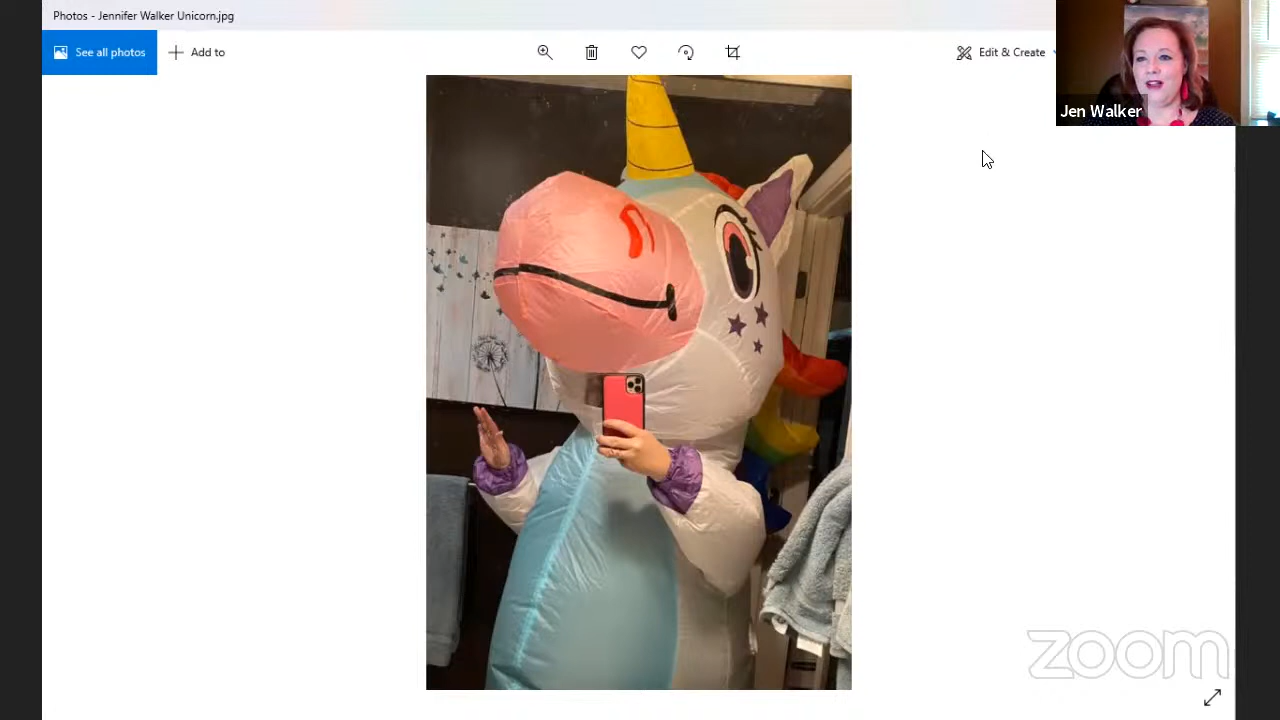 Photos - Jennifer Walker Unicorn.jpg
See all photos
Add to
Edit & Create
Jen Walker
zoom